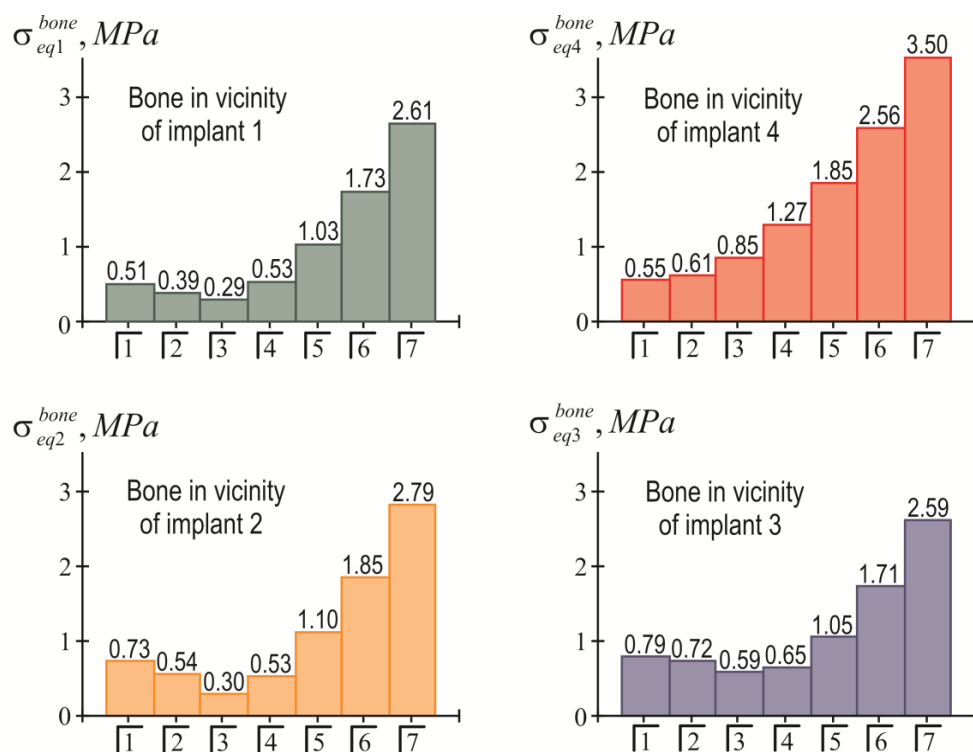 σ bone eq1 , MPa
3
2
1
0
Bone in vicinity
of implant 1
0.51 0.39 0.29 0.53 1.03 1.73 2.61
1 2 3 4 5 6 7
σ bone eq4 , MPa
3
2
1
0
Bone in vicinity
of implant 4
0.55 0.61 0.85 1.27 1.85 2.56 3.50
1 2 3 4 5 6 7
σ bone eq2 , MPa
3
2
1
0
Bone in vicinity
of implant 2
0.73 0.54 0.30 0.53 1.10 1.85 2.79
1 2 3 4 5 6 7
σ bone eq3 , MPa
3
2
1
0
Bone in vicinity
of implant 3
0.79 0.72 0.59 0.65 1.05 1.71 2.59
1 2 3 4 5 6 7